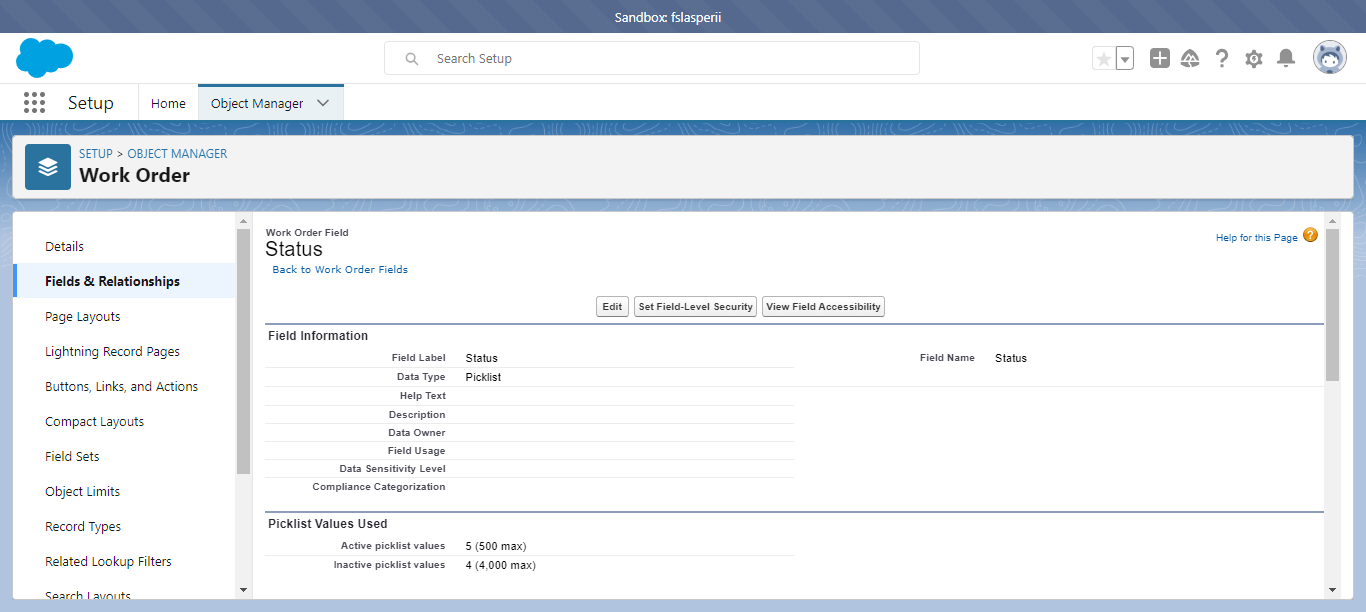 Sandbox: fslasperii
Search Setup
Setup
Home
Object Manager
SETUP > OBJECT MANAGER
Work Order
Details
Fields & Relationships
Page Layouts
Lightning Record Pages
Buttons, Links, and Actions
Compact Layouts
Field Sets
Object Limits
Record Types
Related Lookup Filters
Search Layouts
Work Order Field
Status
Back to Work Order Fields
Help for this Page ?
Edit Set Field-Level Security View Field Accessibility
Field Information
Field Label Status Field Name Status
Data Type Picklist
Help Text
Description
Data Owner
Field Usage
Data Sensitivity Level
Compliance Categorization
Picklist Values Used
Active picklist values 5 (500 max)
Inactive picklist values 4 (4,000 max)